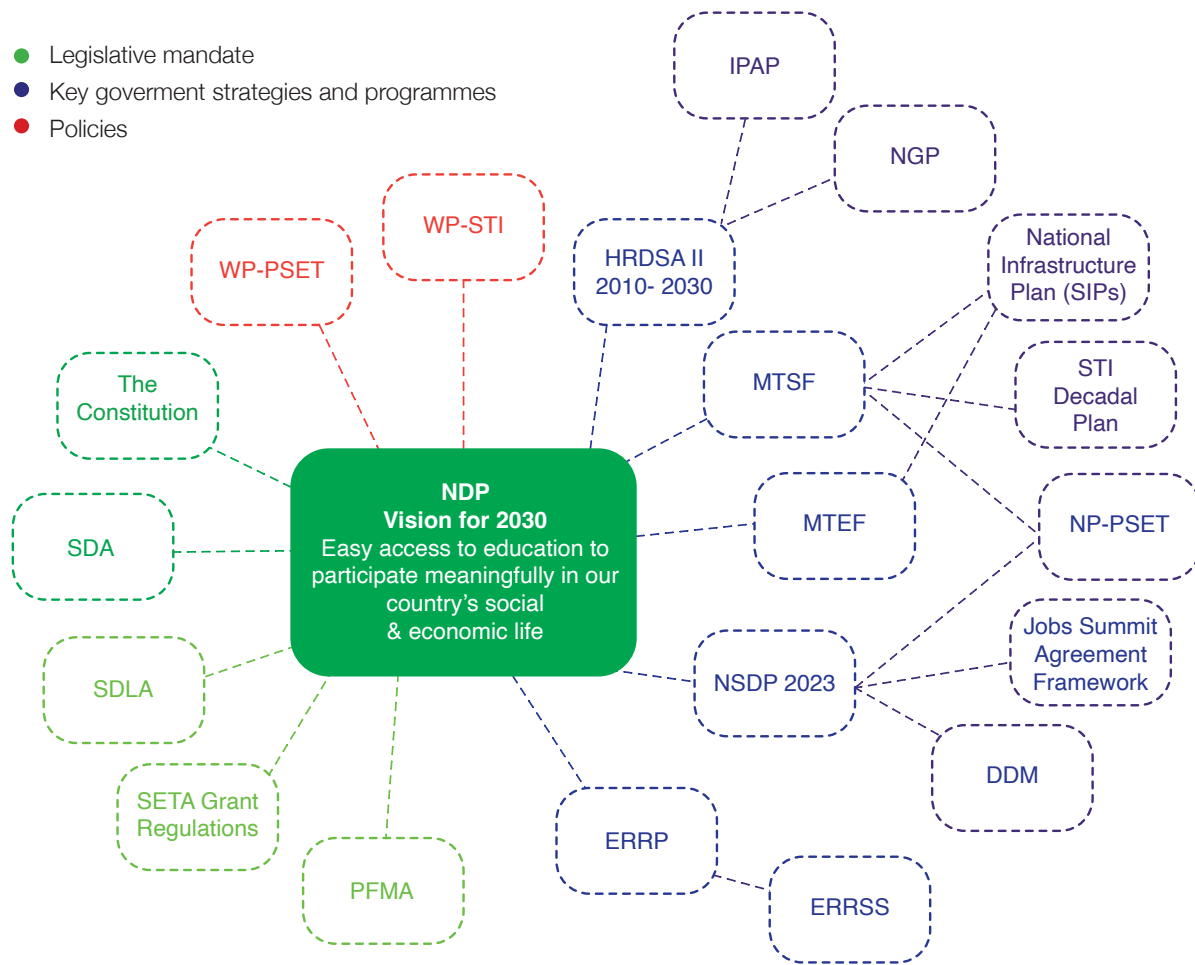 Legislative mandate
Key goverment strategies and programmes
Policies
IPAP
NGP
WP-STI
WP-PSET
HRDSA II
2010- 2030
National
Infrastructure
Plan (SIPs)
The
Constitution
MTSF
STI
Decadal
Plan
NDP
Vision for 2030
Easy access to education to
participate meaningfully in our
country’s social
& economic life
SDA
MTEF
NP-PSET
SDLA
NSDP 2023
Jobs Summit
Agreement
Framework
DDM
SETA Grant
Regulations
ERRP
PFMA
ERRSS